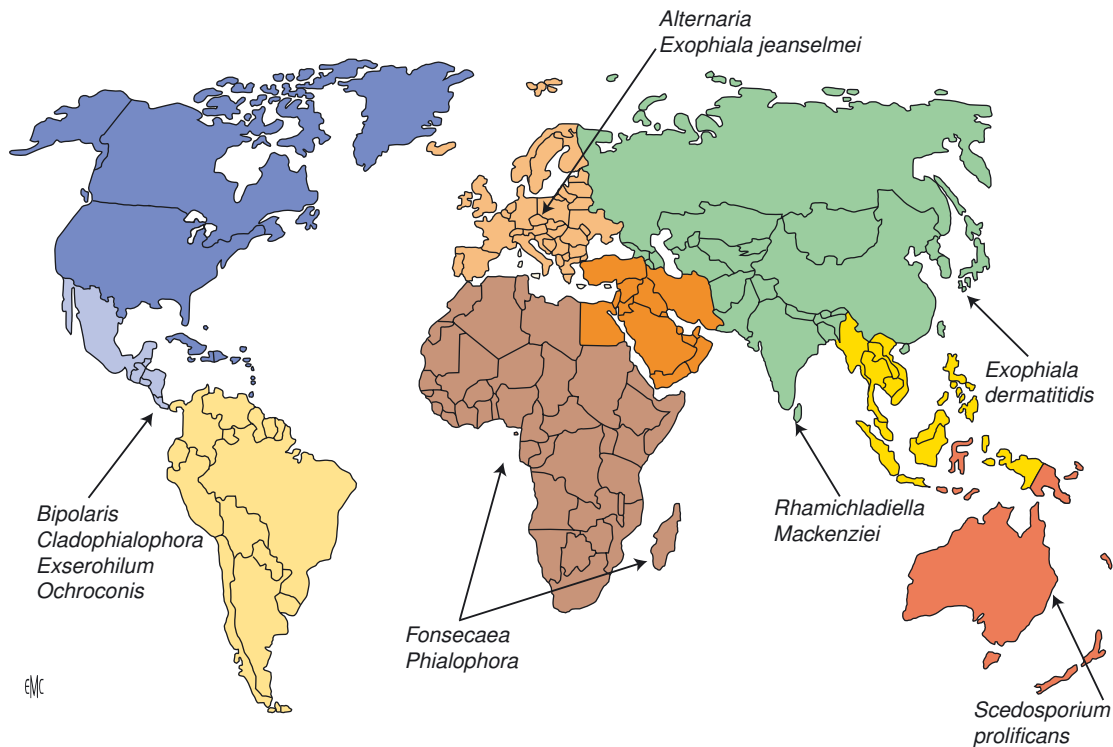 Alternaria
Exophiala jeanselmei
Exophiala
dermatitidis
Rhamichladiella
Mackenziei
Bipolaris
Cladophialophora
Exserohilum
Ochroconis
Fonsecaea
Phialophora
Scedosporium
prolificans
EMC